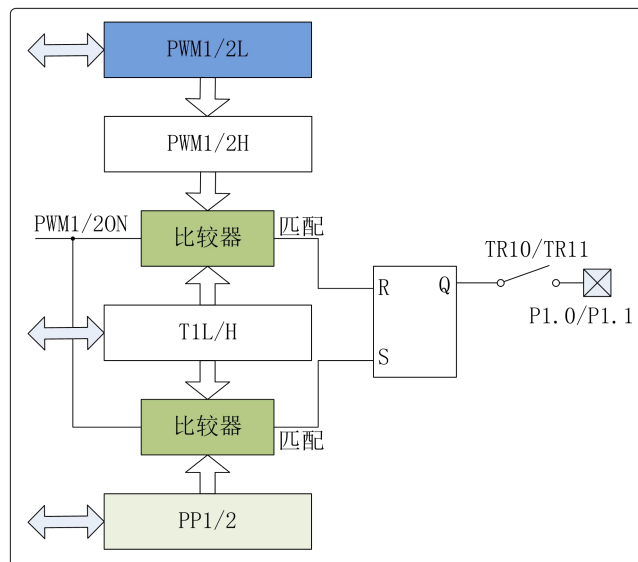 PWM1/2L
PWM1/2H
PWM1/2ON
比较器
匹配
TR10/TR11
R
Q
P1.0/P1.1
T1L/H
S
比较器
匹配
PP1/2